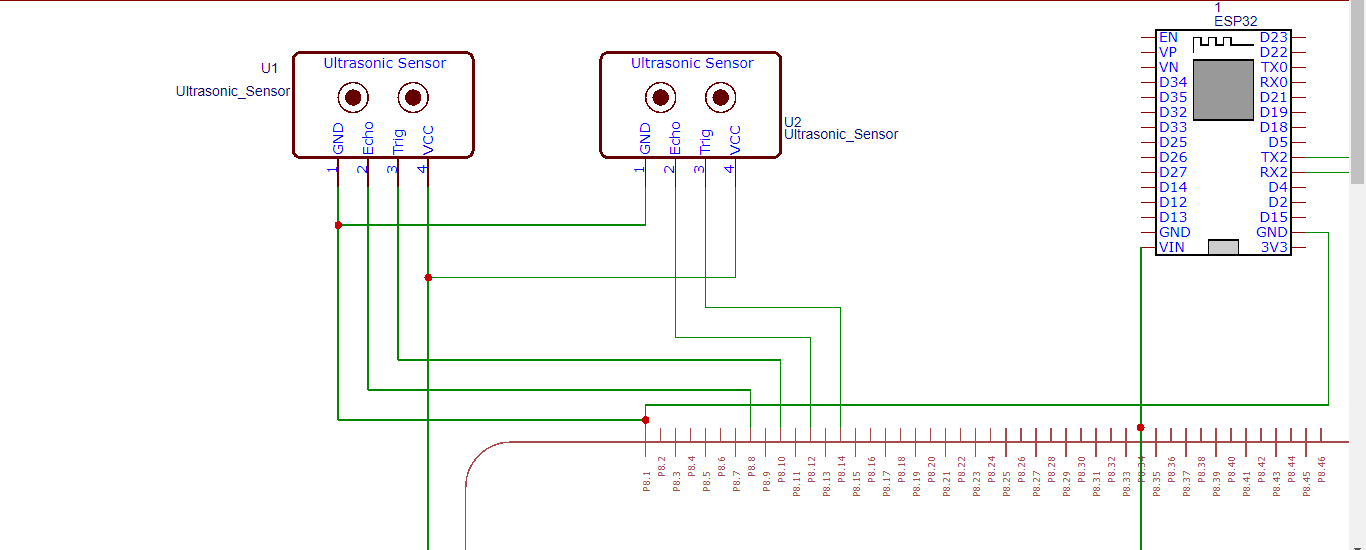 1
ESP32
U1
Ultrasonic_Sensor
Ultrasonic Sensor
GND
Echo
Trig
VCC
1
2
3
4
Ultrasonic Sensor
GND
Echo
Trig
VCC
1
2
3
4
U2
Ultrasonic_Sensor
EN D23
VP D22
VN TX0
D34 RX0
D35 D21
D32 D19
D33 D18
D25 D5
D26 TX2
D27 RX2
D14 D4
D12 D2
D13 D15
GND GND
VIN 3V3
P8.1
P8.2
P8.3
P8.4
P8.5
P8.6
P8.7
P8.8
P8.9
P8.10
P8.11
P8.12
P8.13
P8.14
P8.15
P8.16
P8.17
P8.18
P8.19
P8.20
P8.21
P8.22
P8.23
P8.24
P8.25
P8.26
P8.27
P8.28
P8.29
P8.30
P8.31
P8.32
P8.33
P8.34
P8.35
P8.36
P8.37
P8.38
P8.39
P8.40
P8.41
P8.42
P8.43
P8.44
P8.45
P8.46